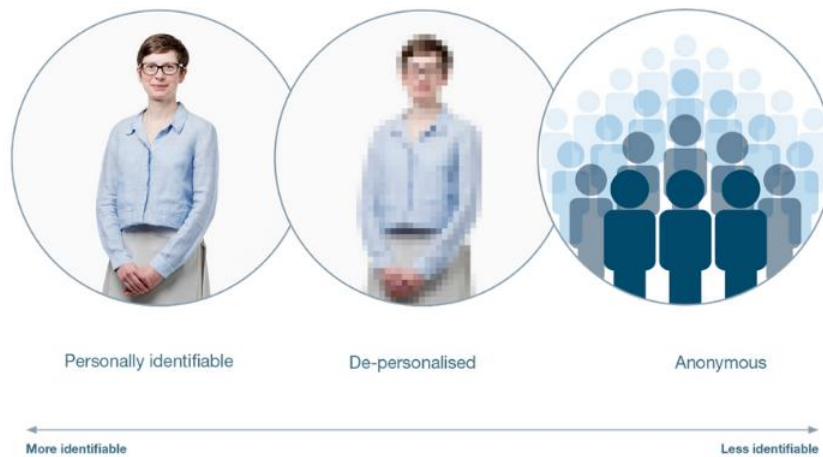 Personally identifiable
De-personalised
Anonymous
More identifiable
Less identifiable